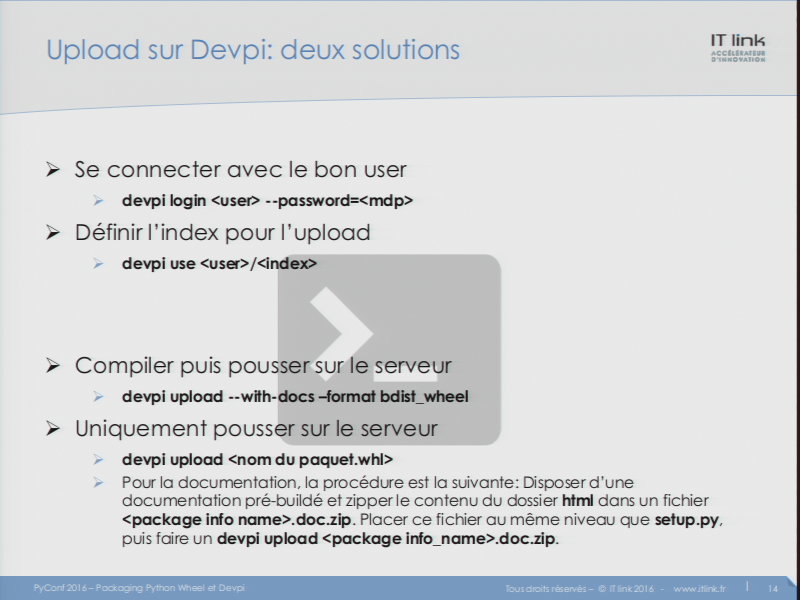 Upload sur Devpi: deux solutions
IT link
ACCÉLÉRATEUR
D'INNOVATION
➢ Se connecter avec le bon user
➢ devpi login <user> --password=<mdp>
➢ Définir l'index pour l'upload
➢ devpi use <user>/<index>
➢ Compiler puis pousser sur le serveur
➢ devpi upload --with-docs –format bdist_wheel
➢ Uniquement pousser sur le serveur
➢ devpi upload <nom du paquet.whl>
➢ Pour la documentation, la procédure est la suivante: Disposer d'une
documentation pré-buildé et zipper le contenu du dossier html dans un fichier
<package info name>.doc.zip. Placer ce fichier au même niveau que setup.py,
puis faire un devpi upload <package info_name>.doc.zip.
PyConf 2016 – Packaging Python Wheel et Devpi
Tous droits réservés – © IT link 2016 - www.itlink.fr | 14